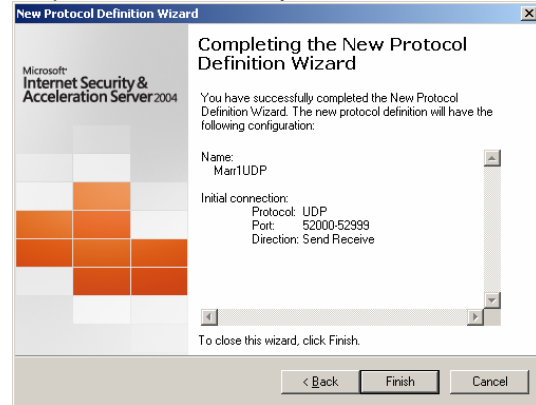 New Protocol Definition Wizard
Microsoft
Internet Security &
Acceleration Server 2004
Completing the New Protocol
Definition Wizard
You have successfully completed the New Protocol
Definition Wizard. The new protocol definition will have the
following configuration:
Name:
Marr1UDP
Initial connection:
Protocol: UDP
Port: 52000-52999
Direction: Send Receive
To close this wizard, click Finish.
< Back Finish Cancel